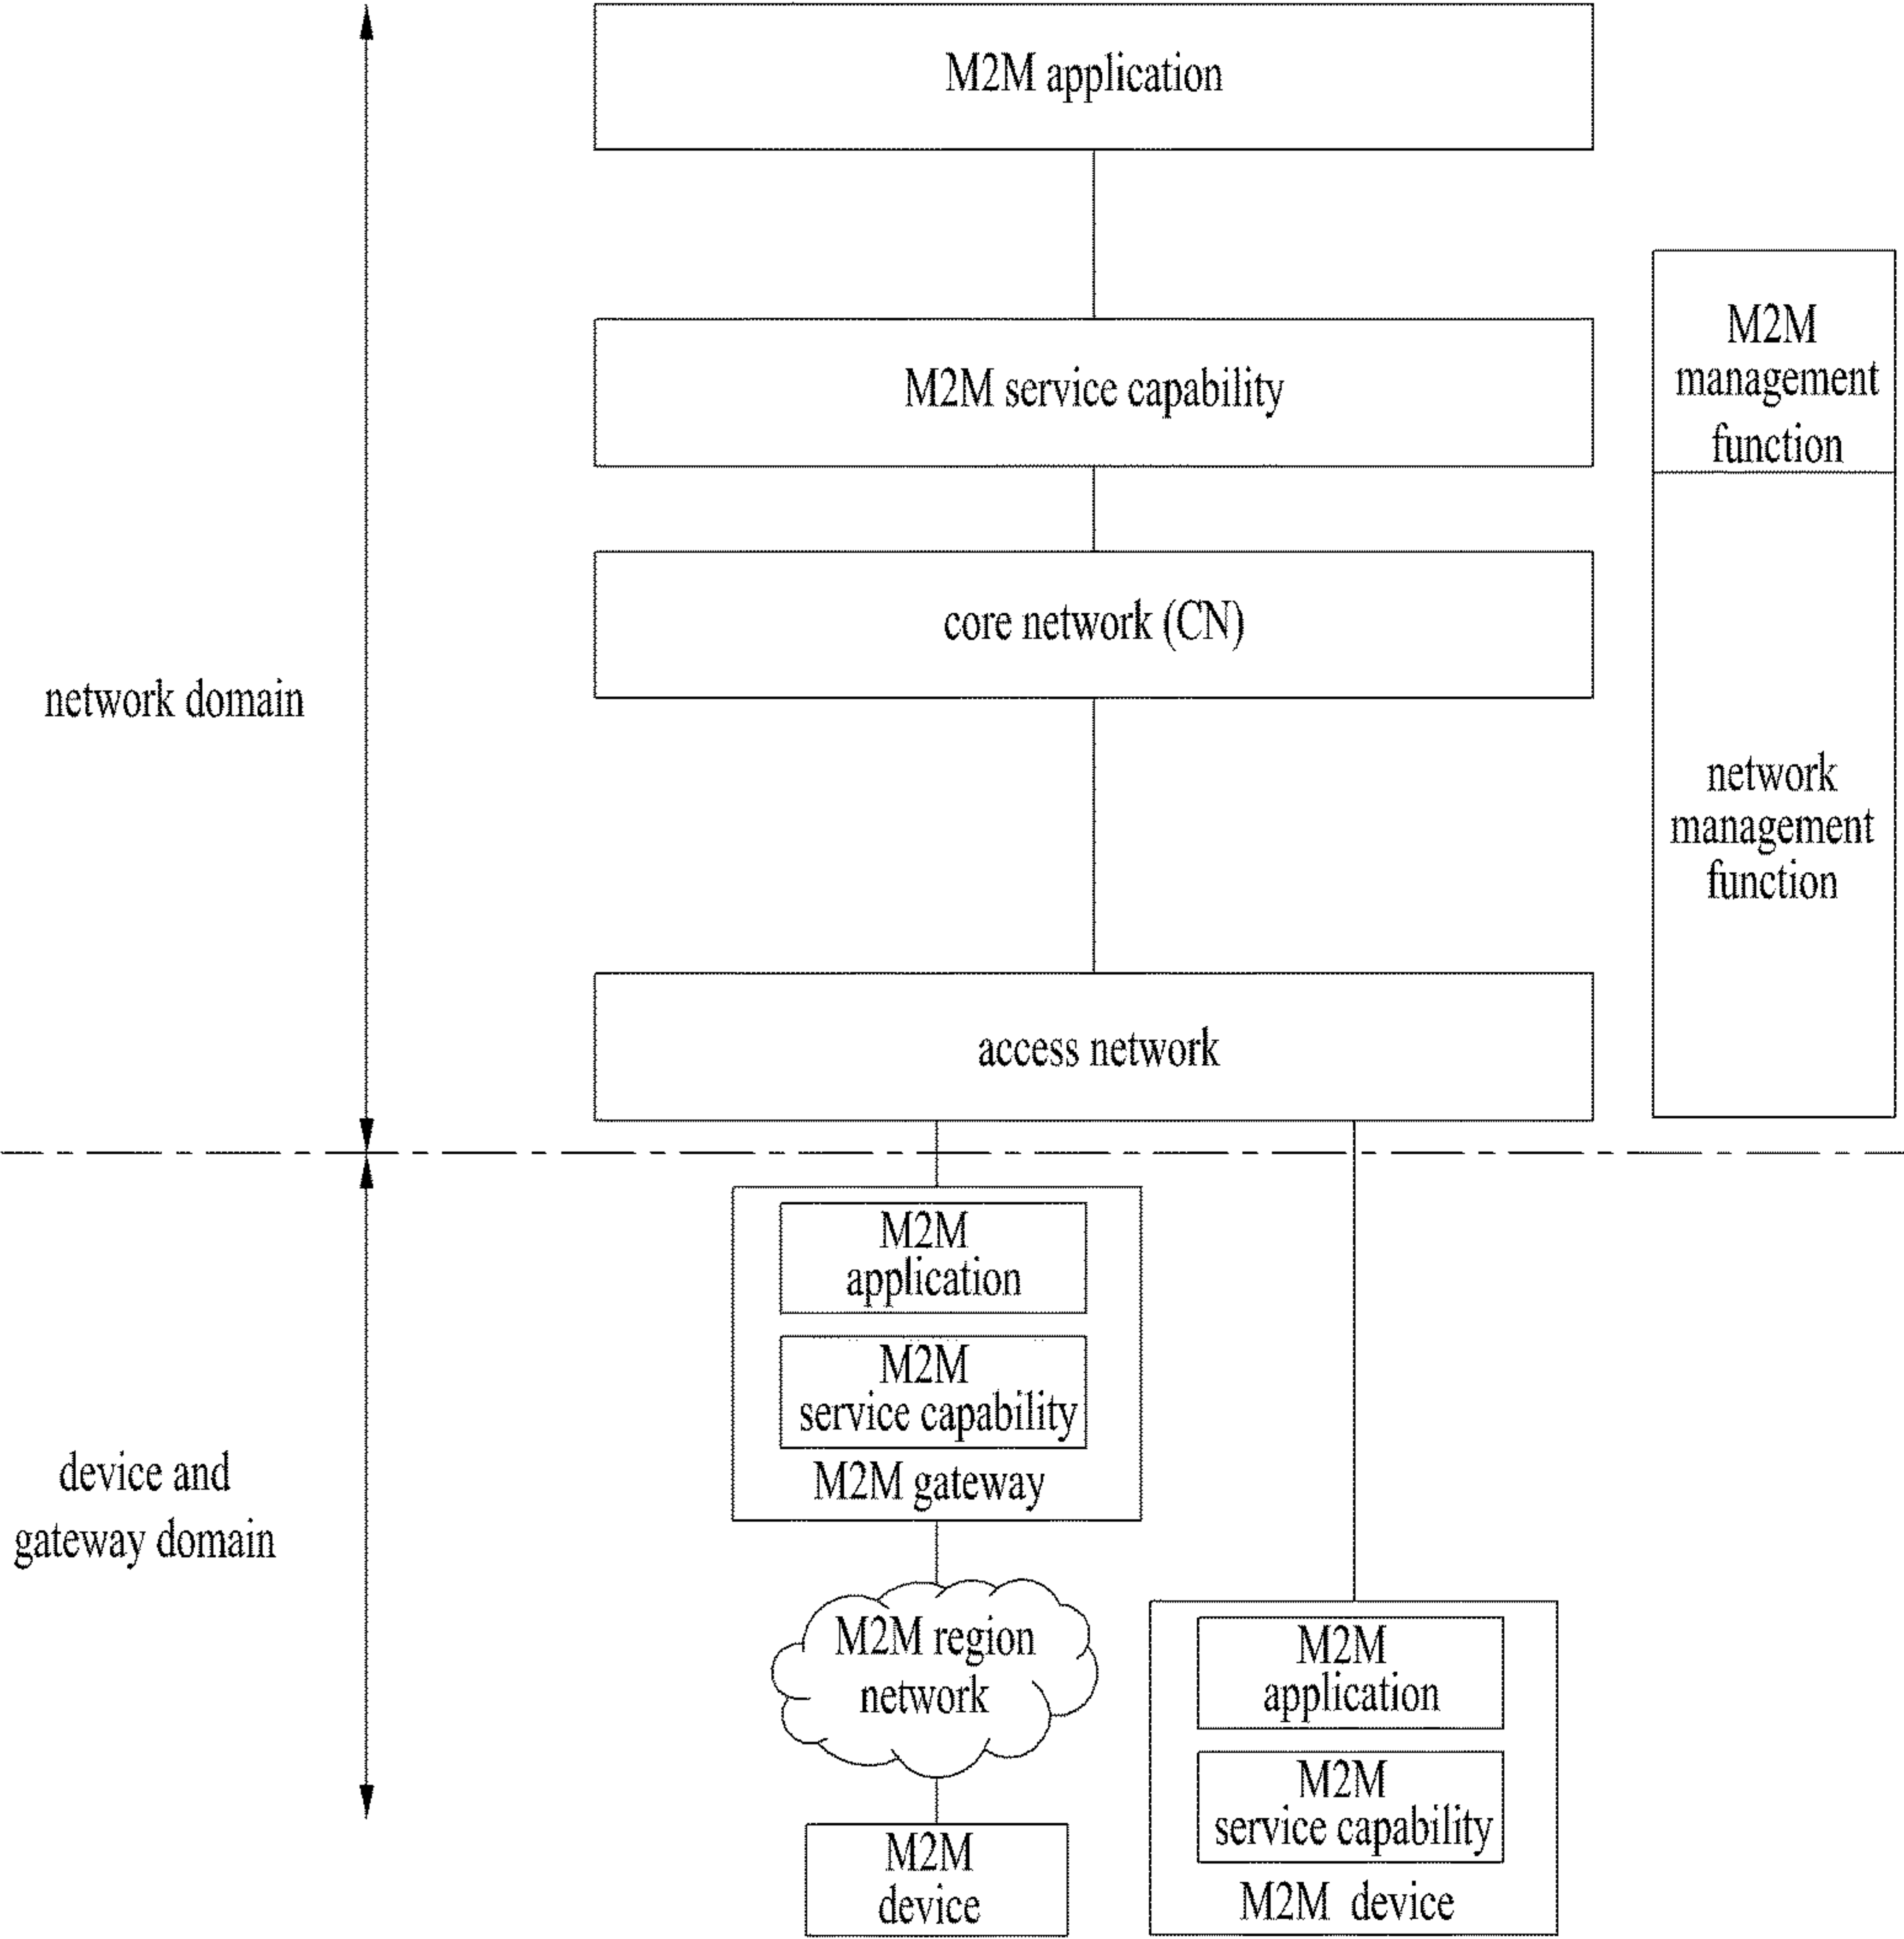 M2M application
M2M service capability
M2M
management
function
core network (CN)
network domain
network
management
function
access network
M2M
application
M2M
service capability
M2M gateway
device and
gateway domain
M2M region
network
M2M
application
M2M
service capability
M2M device
M2M
device